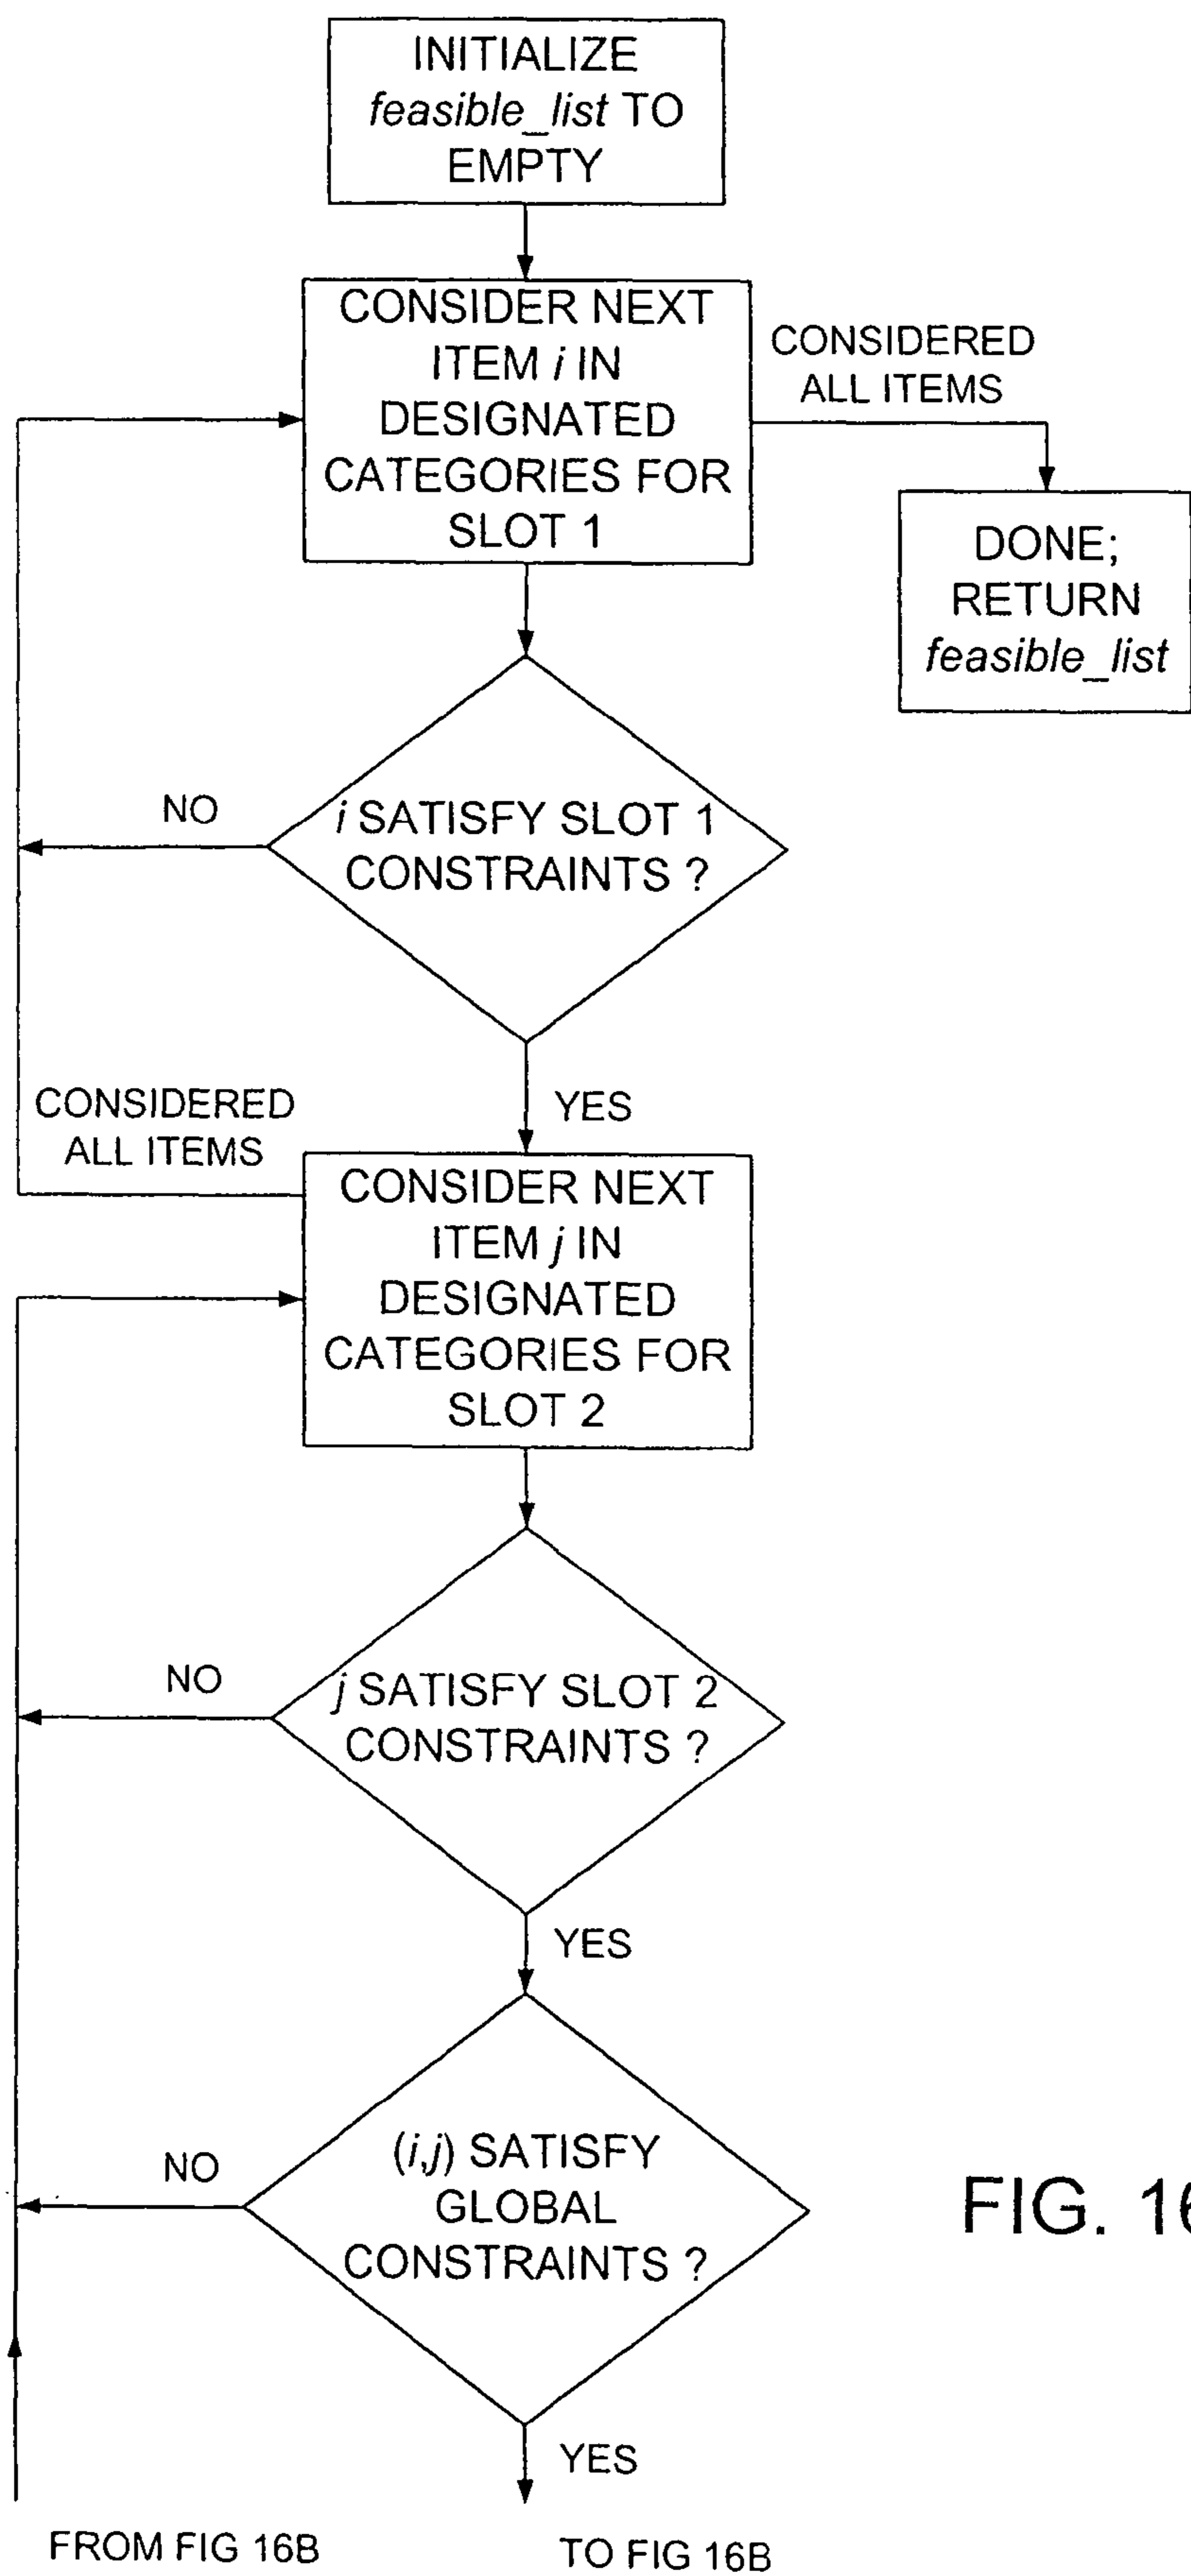 INITIALIZE
feasible_list TO
EMPTY
CONSIDER NEXT
ITEM i IN
DESIGNATED
CATEGORIES FOR
SLOT 1
CONSIDERED
ALL ITEMS
DONE;
RETURN
feasible_list
NO
i SATISFY SLOT 1
CONSTRAINTS ?
YES
CONSIDERED
ALL ITEMS
CONSIDER NEXT
ITEM j IN
DESIGNATED
CATEGORIES FOR
SLOT 2
NO
j SATISFY SLOT 2
CONSTRAINTS ?
YES
NO
(i,j) SATISFY
GLOBAL
CONSTRAINTS ?
FIG. 16
YES
FROM FIG 16B
TO FIG 16B